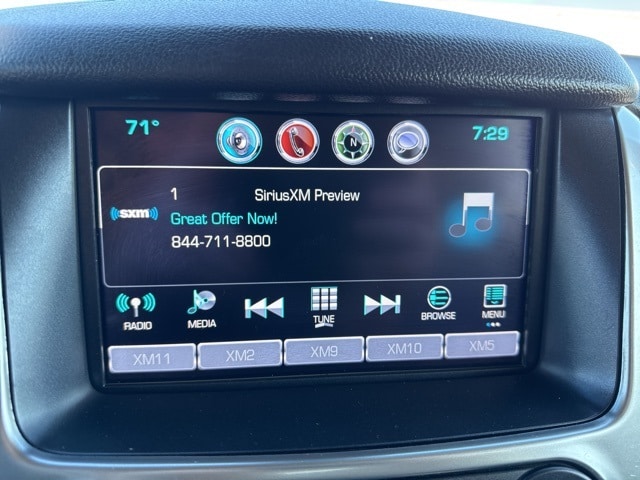 71° N 7:29
1 SiriusXM Preview
((sxm))
Great Offer Now!
844-711-8800
RADIO MEDIA TUNE BROWSE MENU
XM11 XM2 XM9 XM10 XM5